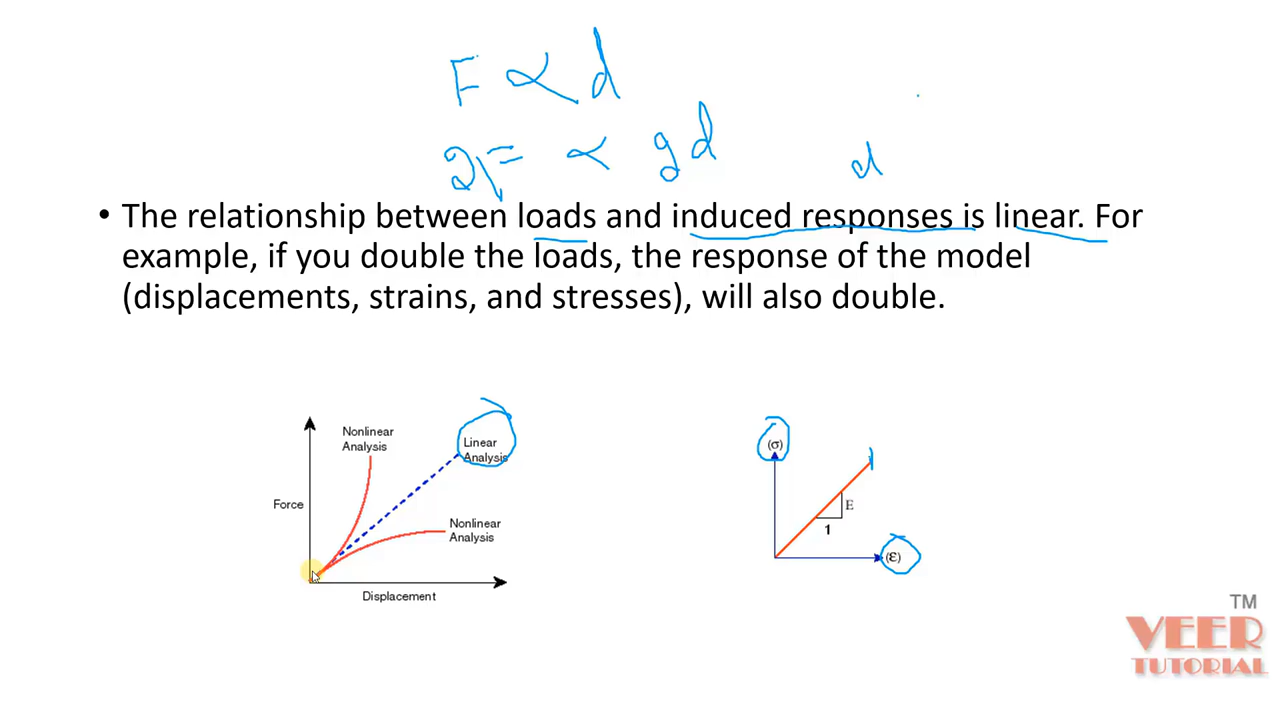 F ∝ d
2F ∝ 2d
d
• The relationship between loads and induced responses is linear. For
example, if you double the loads, the response of the model
(displacements, strains, and stresses), will also double.
Nonlinear
Analysis
Linear
Analysis
Force
Nonlinear
Analysis
Displacement
(σ)
E
1
(ε)
TM
VEER
TUTORIAL